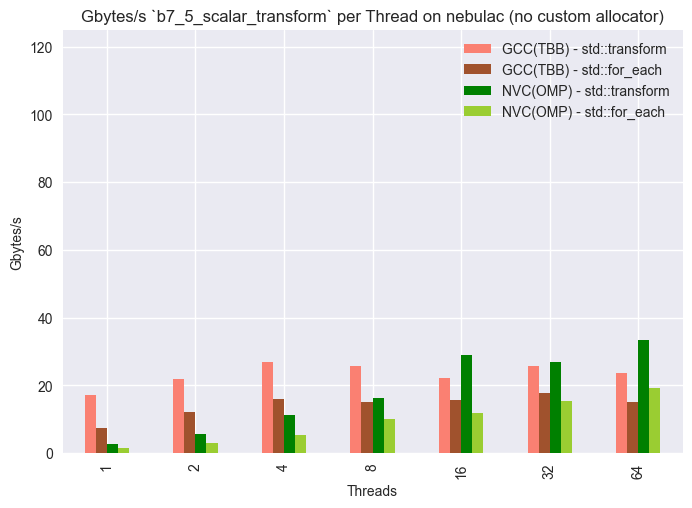 Gbytes/s `b7_5_scalar_transform` per Thread on nebulac (no custom allocator)
120
100
80
60
40
20
0
Gbytes/s
GCC(TBB) - std::transform
GCC(TBB) - std::for_each
NVC(OMP) - std::transform
NVC(OMP) - std::for_each
1 2 4 8 16 32 64
Threads